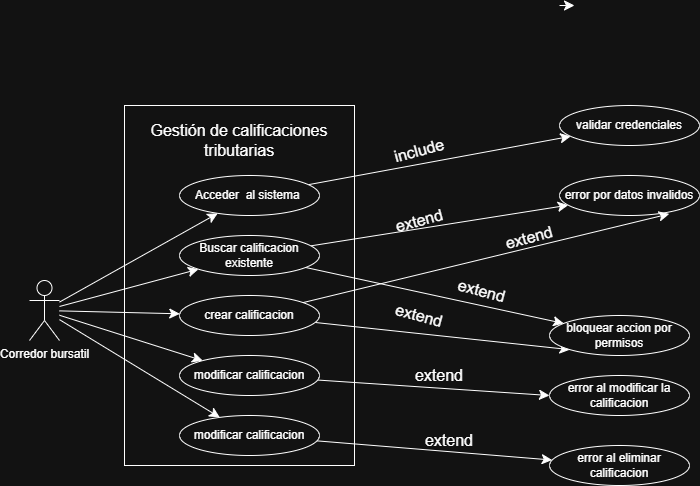 Gestión de calificaciones
tributarias
validar credenciales
include
Acceder al sistema
error por datos invalidos
extend
Buscar calificacion
existente
extend
extend
crear calificacion
extend
bloquear accion por
permisos
Corredor bursatil
modificar calificacion
extend
error al modificar la
calificacion
modificar calificacion
extend
error al eliminar
calificacion